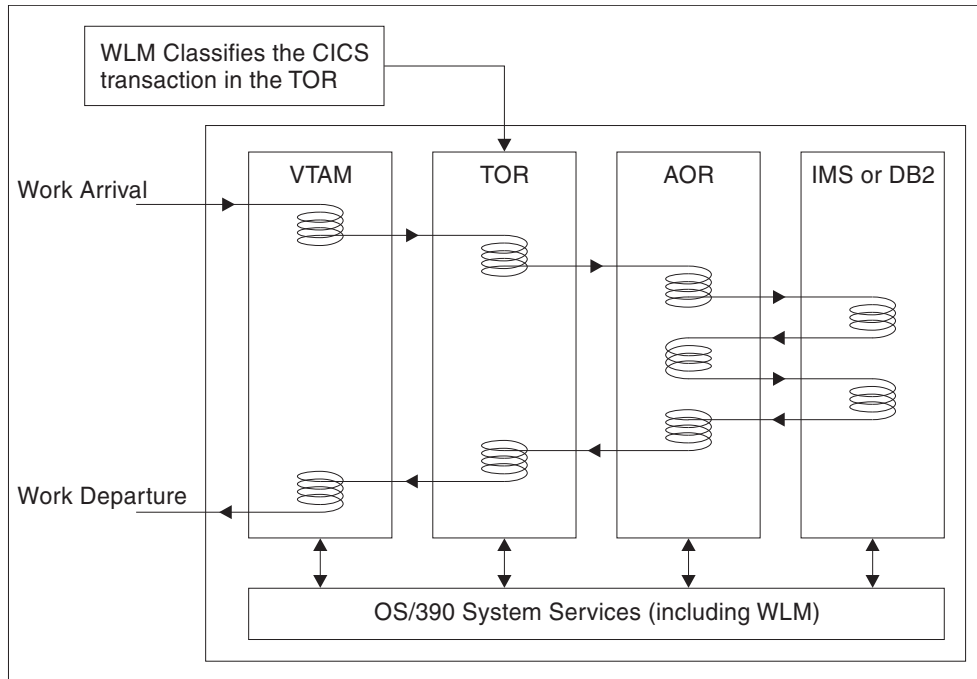 WLM Classifies the CICS
transaction in the TOR
VTAM
TOR
AOR
IMS or DB2
Work Arrival
Work Departure
OS/390 System Services (including WLM)